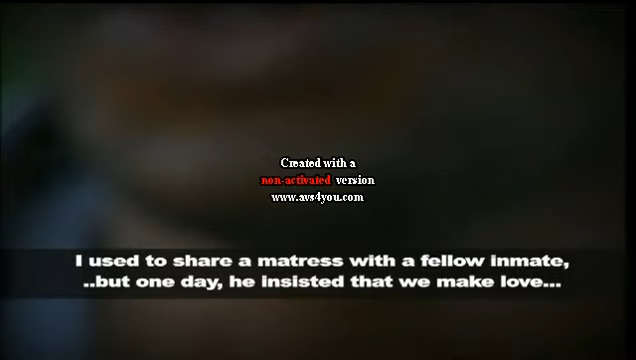 Created with a
non-activated version
www.avs4you.com
I used to share a matress with a fellow inmate,
..but one day, he insisted that we make love...